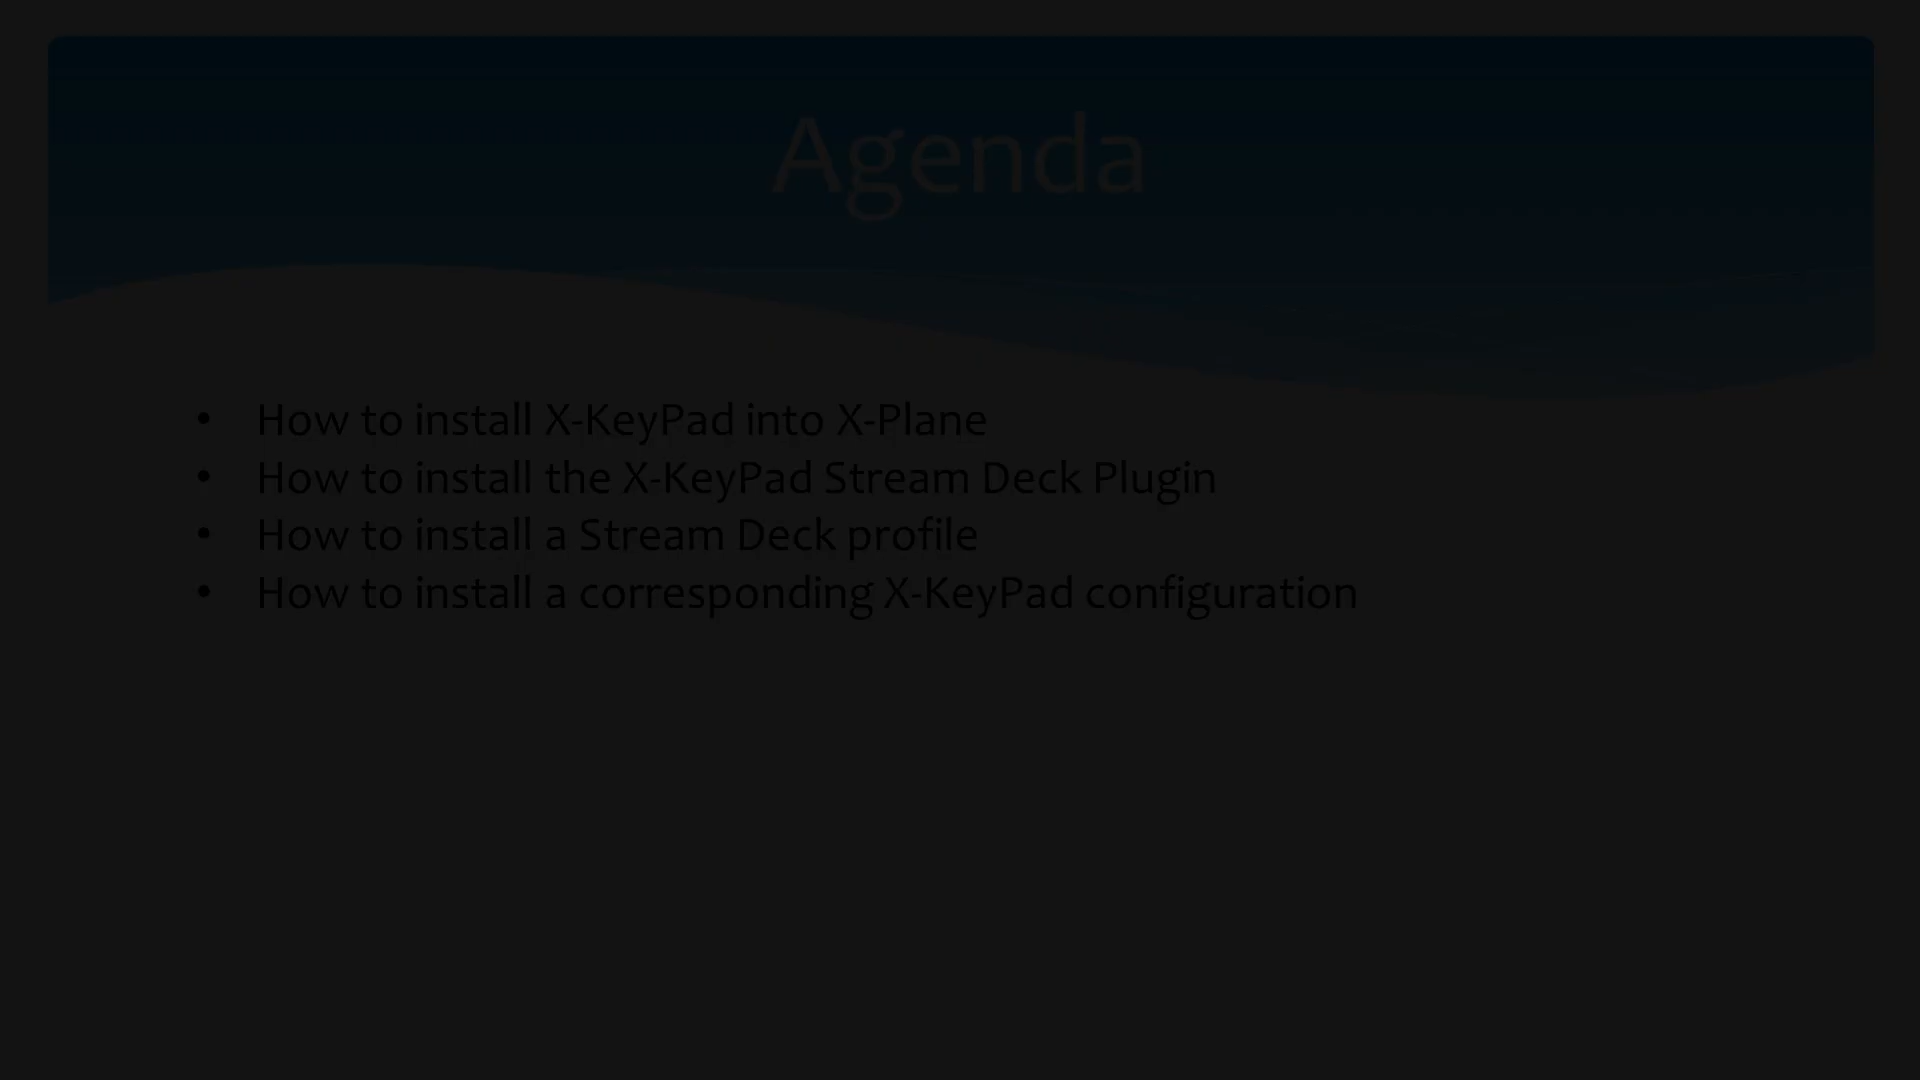 Agenda
• How to install X-KeyPad into X-Plane
• How to install the X-KeyPad Stream Deck Plugin
• How to install a Stream Deck profile
• How to install a corresponding X-KeyPad configuration